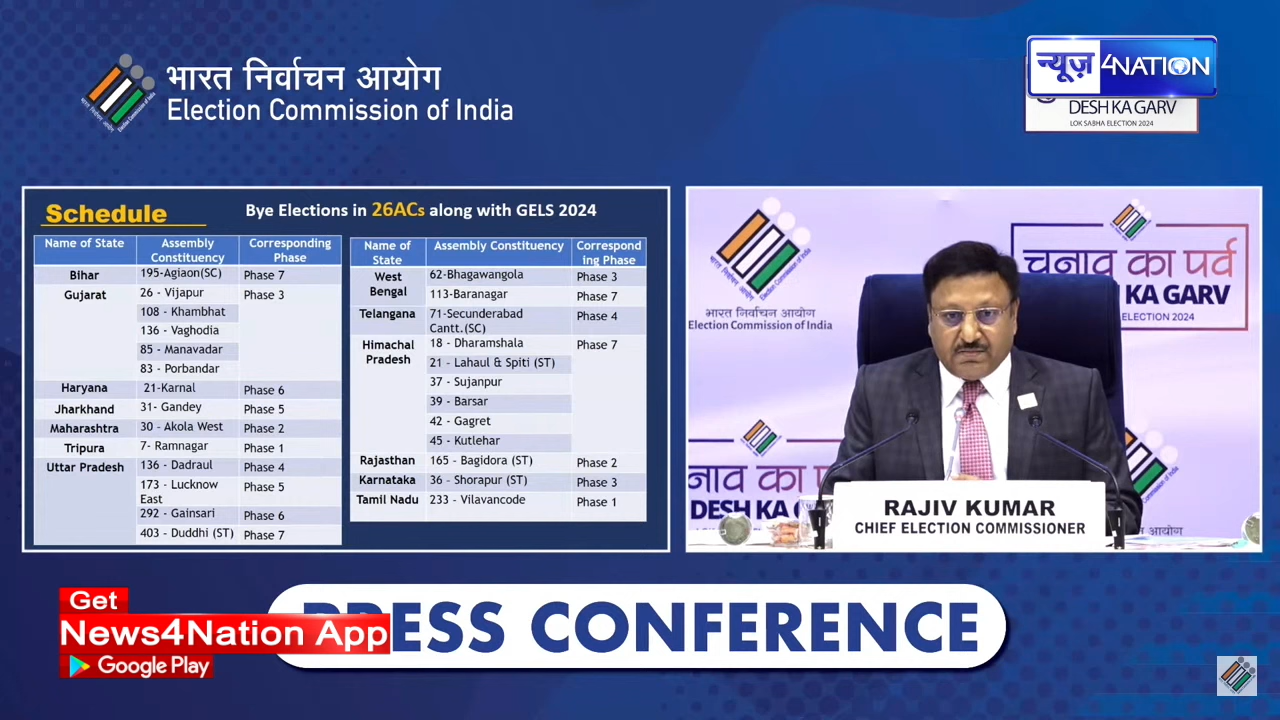 भारत निर्वाचन आयोग
Election Commission of India
न्यूज़ 4NATION
DESH KA GARV
LOK SABHA ELECTION 2024
Schedule
Bye Elections in 26ACs along with GELS 2024
Name of State Assembly Constituency Corresponding Phase
Bihar 195-Agiaon(SC) Phase 7
Gujarat 26 - Vijapur Phase 3
108 - Khambhat
136 - Vaghodia
85 - Manavadar
83 - Porbandar
Haryana 21-Karnal Phase 6
Jharkhand 31- Gandey Phase 5
Maharashtra 30 - Akola West Phase 2
Tripura 7- Ramnagar Phase 1
Uttar Pradesh 136 - Dadraul Phase 4
173 - Lucknow East Phase 5
292 - Gainsari Phase 6
403 - Duddhi (ST) Phase 7
Name of State Assembly Constituency Correspond ing Phase
West Bengal 62-Bhagawangola Phase 3
113-Baranagar Phase 7
Telangana 71-Secunderabad Cantt.(SC) Phase 4
Himachal Pradesh 18 - Dharamshala Phase 7
21 - Lahaul & Spiti (ST)
37 - Sujanpur
39 - Barsar
42 - Gagret
45 - Kutlehar
Rajasthan 165 - Bagidora (ST) Phase 2
Karnataka 36 - Shorapur (ST) Phase 3
Tamil Nadu 233 - Vilavancode Phase 1
भारत निर्वाचन आयोग
Election Commission of India
चुनाव का पर्व
KA GARV
ELECTION 2024
चुनाव का
DESH KA
आयोग
RAJIV KUMAR
CHIEF ELECTION COMMISSIONER
PRESS CONFERENCE
Get
News4Nation App
Google Play